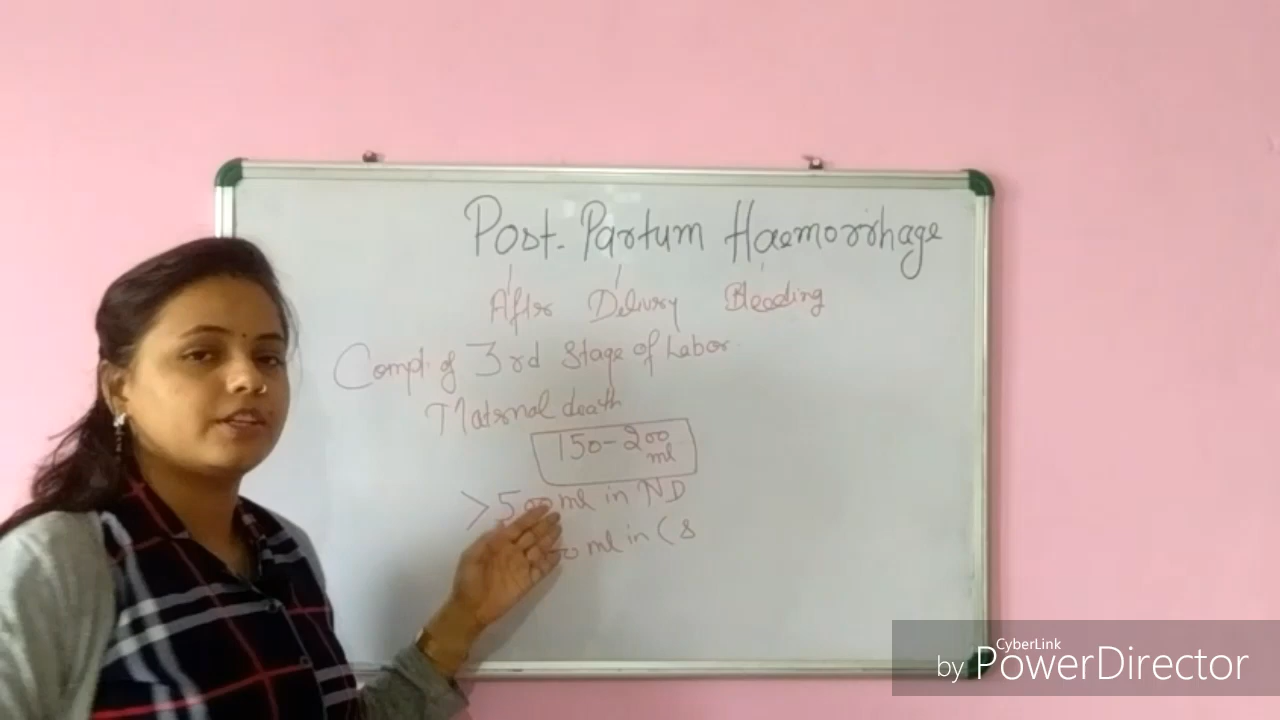 Post-Partum Haemorrhage
After Delivery Bleeding
Compt. of 3rd Stage of Labor
Maternal death
150-200 ml
>500 ml in ND
ml in CS
CyberLink
by PowerDirector